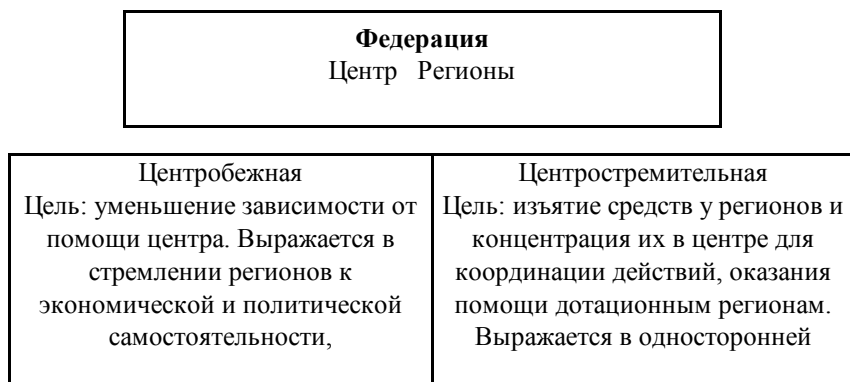 Федерация
Центр Регионы
Центробежная
Цель: уменьшение зависимости от
помощи центра. Выражается в
стремлении регионов к
экономической и политической
самостоятельности,
Центростремительная
Цель: изъятие средств у регионов и
концентрация их в центре для
координации действий, оказания
помощи дотационным регионам.
Выражается в односторонней